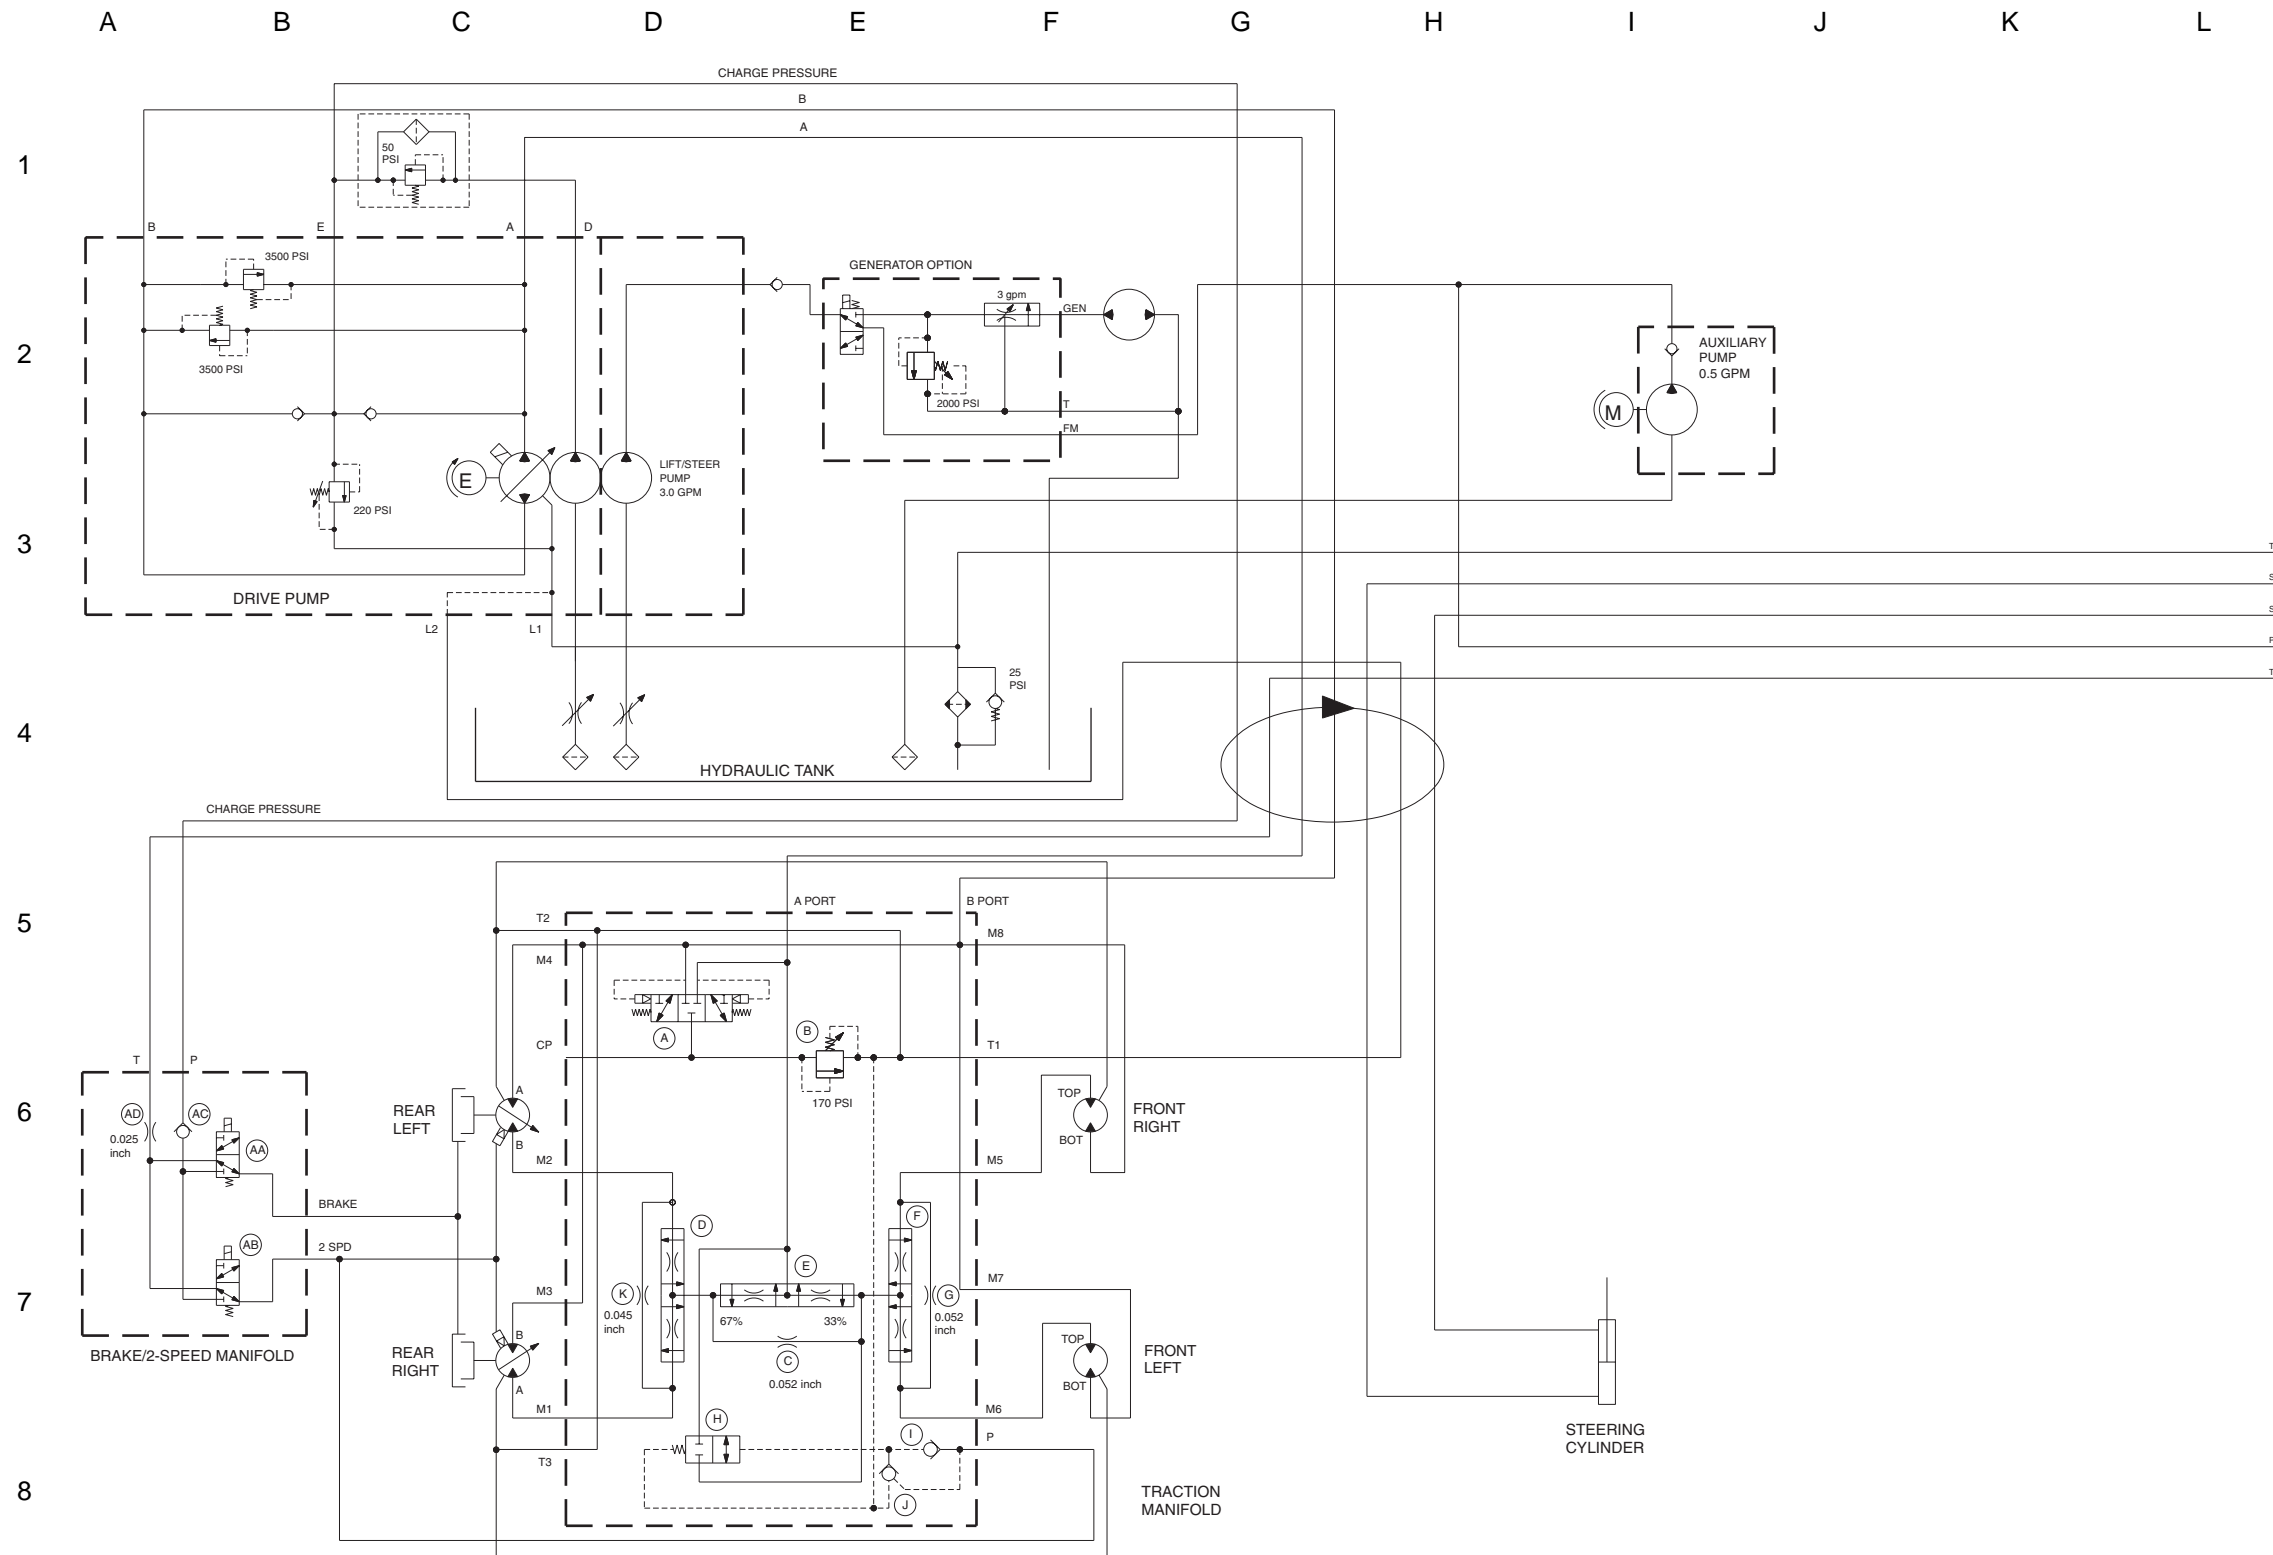 A B C D E F G H I J K L
CHARGE PRESSURE
B
A
1
50
PSI
B E A D
3500 PSI
GENERATOR OPTION
3 gpm
GEN
2
3500 PSI
AUXILIARY
PUMP
0.5 GPM
2000 PSI
T
M
FM
E
LIFT/STEER
PUMP
3.0 GPM
220 PSI
3
T
S
S
P
T
DRIVE PUMP
L2 L1
25
PSI
4
HYDRAULIC TANK
CHARGE PRESSURE
A PORT
B PORT
5
T2
M8
M4
A
B
CP
T1
170 PSI
T P
6
AD
0.025
inch
AC
AA
REAR
LEFT
A
B
M2
M5
TOP
BOT
FRONT
RIGHT
BRAKE
D
F
AB
2 SPD
E
7
M3
M7
K
0.045
inch
67% 33%
G
0.052
inch
C
0.052 inch
BRAKE/2-SPEED MANIFOLD
REAR
RIGHT
B
A
TOP
BOT
FRONT
LEFT
M1
M6
H
I
P
T3
J
STEERING
CYLINDER
8
TRACTION
MANIFOLD